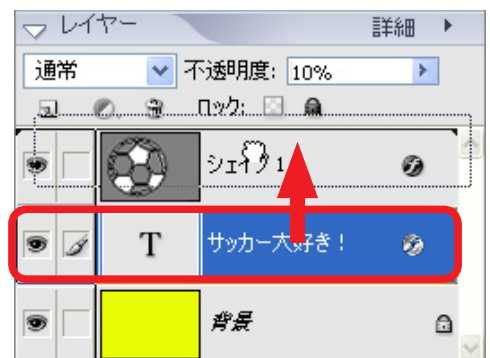 レイヤー 詳細
通常 不透明度: 10%
ロック:
シェイプ 1
T サッカー大好き！
背景